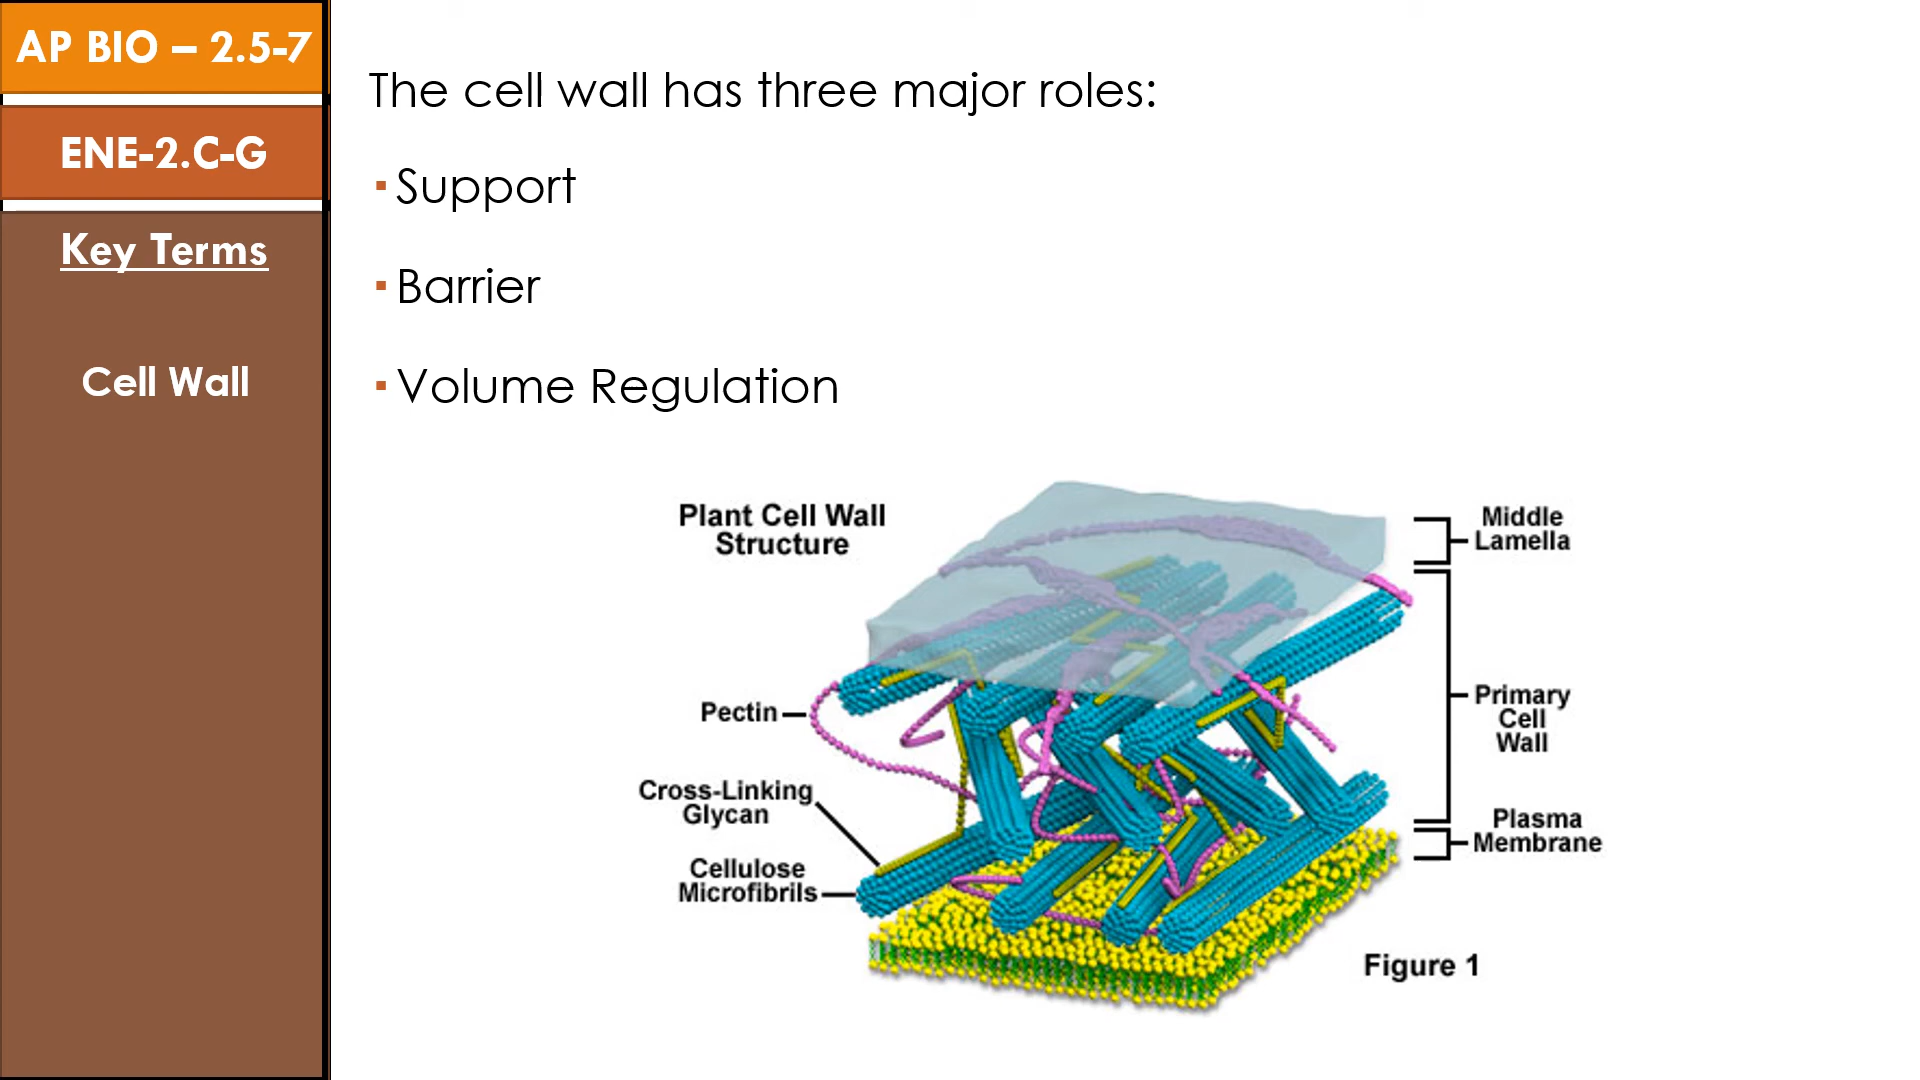 AP BIO – 2.5-7
ENE-2.C-G
Key Terms
Cell Wall
The cell wall has three major roles:
▪ Support
▪ Barrier
▪ Volume Regulation
Plant Cell Wall
Structure
Middle
Lamella
Pectin
Primary
Cell
Wall
Cross-Linking
Glycan
Plasma
Membrane
Cellulose
Microfibrils
Figure 1